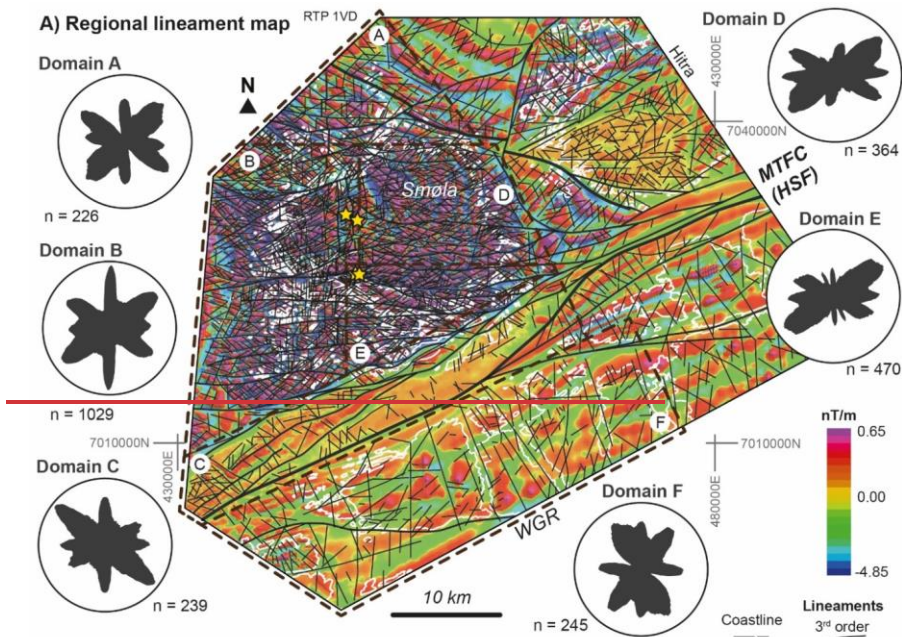 A) Regional lineament map
RTP 1VD
Domain A
n = 226
N
A
B
Smøla
D
E
C
F
Hitra
430000E
7040000N
Domain D
n = 364
MTFC
(HSF)
Domain E
n = 470
Domain B
n = 1029
7010000N
430000E
Domain C
n = 239
WGR
10 km
Domain F
n = 245
7010000N
480000E
nT/m
0.65
0.00
-4.85
Coastline
Lineaments
3rd order